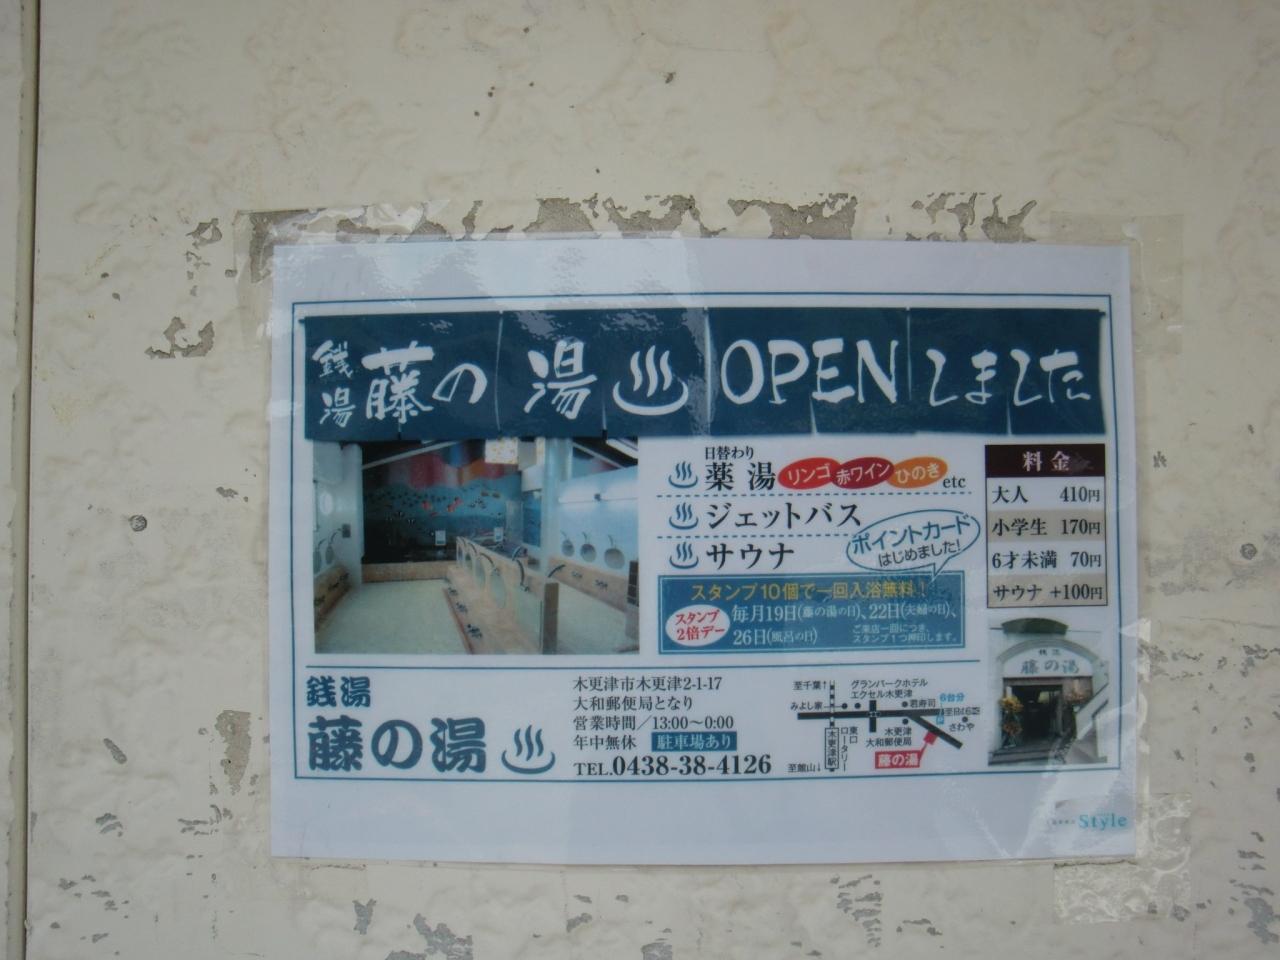 銭湯 藤の湯 OPENしました
日替わり
薬湯 リンゴ 赤ワイン ひのき etc
ジェットバス
サウナ
ポイントカード
はじめました!
スタンプ10個で一回入浴無料!
スタンプ
2倍デー
毎月19日(藤の湯の日)、22日(夫婦の日)、
26日(風呂の日)
ご来店一回につき、
スタンプ1つ押印します。
料金
大人 410円
小学生 170円
6才未満 70円
サウナ +100円
銭湯
藤の湯
銭湯
藤の湯
木更津市木更津2-1-17
大和郵便局となり
営業時間/13:00~0:00
年中無休 駐車場あり
TEL.0438-38-4126
至千葉↑
グランパークホテル
エクセル木更津
みよし家
君寿司
6台分
P
至R16
さわや
東口
ロータリー
木更津駅
木更津
大和郵便局
藤の湯
至館山↓
Style